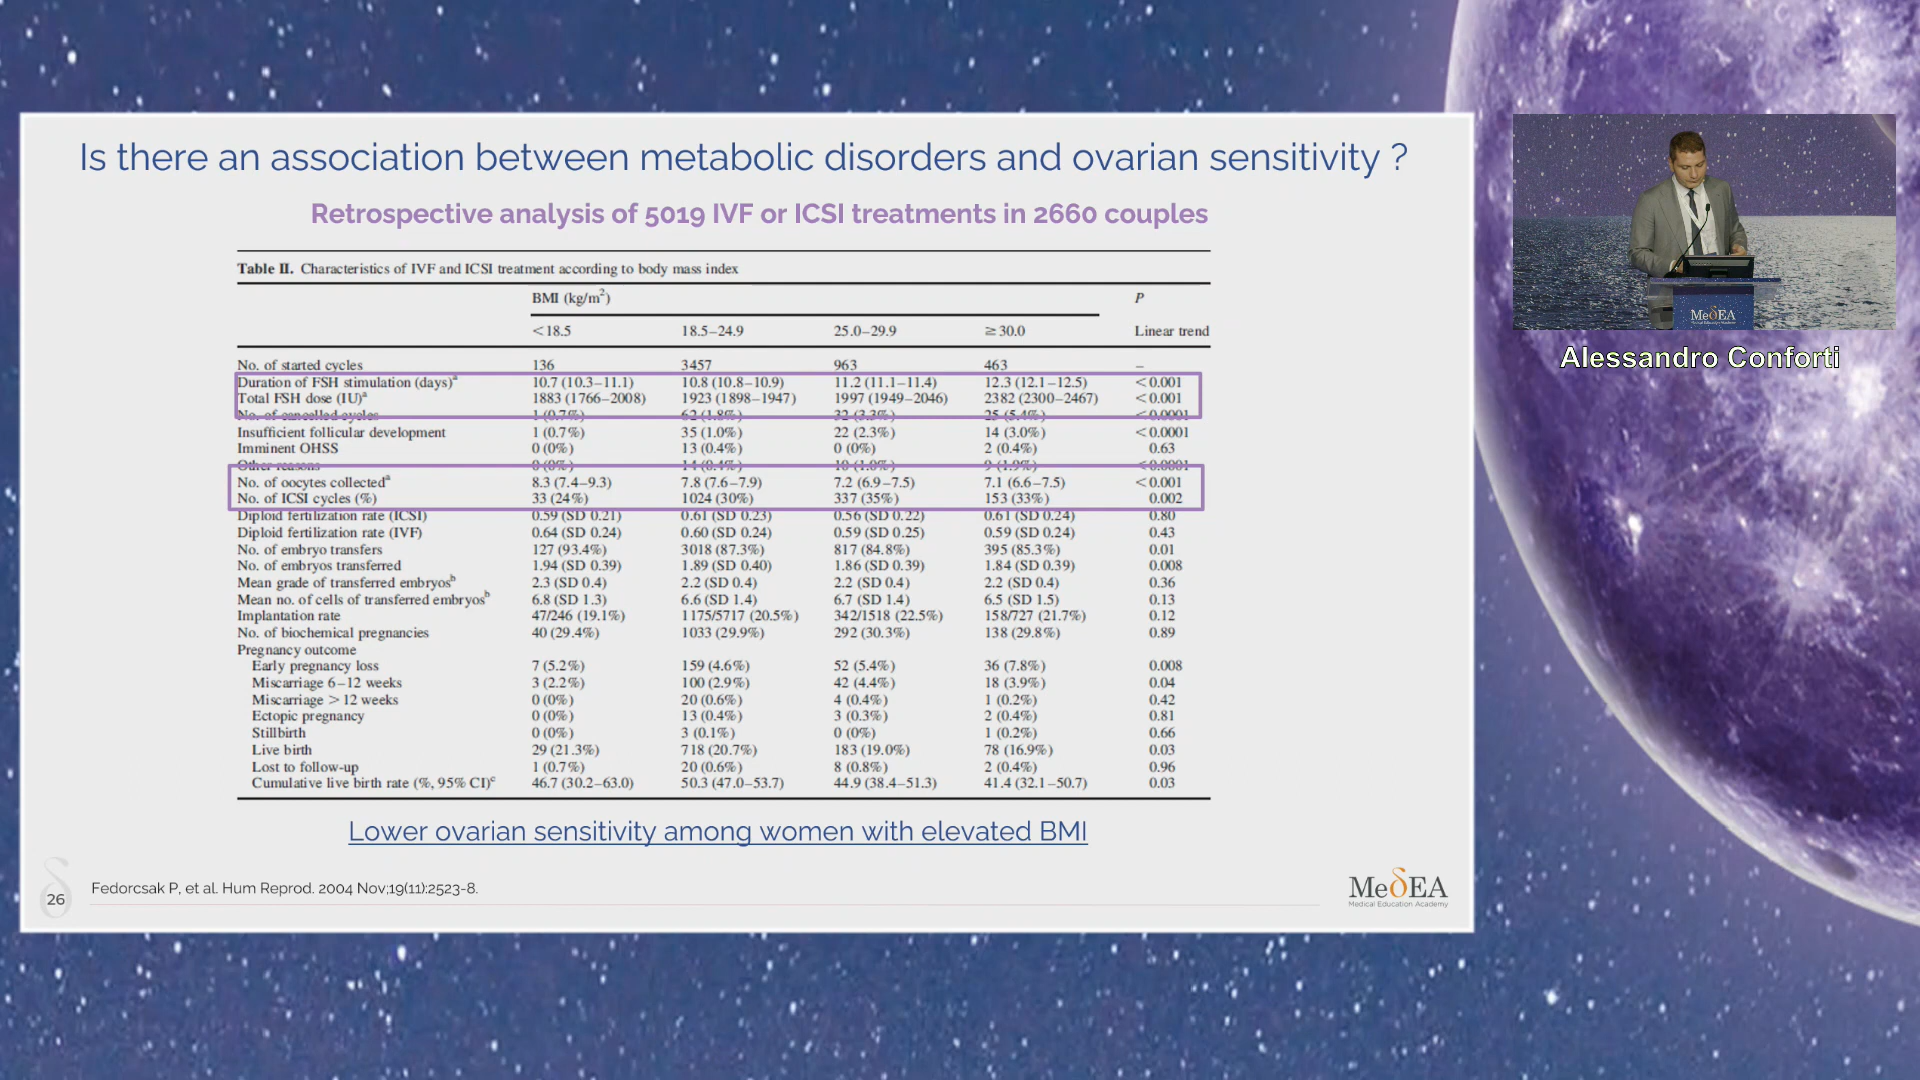 Is there an association between metabolic disorders and ovarian sensitivity ?
Retrospective analysis of 5019 IVF or ICSI treatments in 2660 couples
Table II. Characteristics of IVF and ICSI treatment according to body mass index
BMI (kg/m²) P
<18.5 18.5–24.9 25.0–29.9 ≥30.0 Linear trend
No. of started cycles 136 3457 963 463 –
Duration of FSH stimulation (days)ᵃ 10.7 (10.3–11.1) 10.8 (10.8–10.9) 11.2 (11.1–11.4) 12.3 (12.1–12.5) <0.001
Total FSH dose (IU)ᵃ 1883 (1766–2008) 1923 (1898–1947) 1997 (1949–2046) 2382 (2300–2467) <0.001
No. of cancelled cycles 1 (0.7%) 62 (1.8%) 32 (3.3%) 25 (5.4%) <0.0001
Insufficient follicular development 1 (0.7%) 35 (1.0%) 22 (2.3%) 14 (3.0%) <0.0001
Imminent OHSS 0 (0%) 13 (0.4%) 0 (0%) 2 (0.4%) 0.63
Other reasons 0 (0%) 14 (0.4%) 10 (1.0%) 9 (1.9%) <0.0001
No. of oocytes collectedᵃ 8.3 (7.4–9.3) 7.8 (7.6–7.9) 7.2 (6.9–7.5) 7.1 (6.6–7.5) <0.001
No. of ICSI cycles (%) 33 (24%) 1024 (30%) 337 (35%) 153 (33%) 0.002
Diploid fertilization rate (ICSI) 0.59 (SD 0.21) 0.61 (SD 0.23) 0.56 (SD 0.22) 0.61 (SD 0.24) 0.80
Diploid fertilization rate (IVF) 0.64 (SD 0.24) 0.60 (SD 0.24) 0.59 (SD 0.25) 0.59 (SD 0.24) 0.43
No. of embryo transfers 127 (93.4%) 3018 (87.3%) 817 (84.8%) 395 (85.3%) 0.01
No. of embryos transferred 1.94 (SD 0.39) 1.89 (SD 0.40) 1.86 (SD 0.39) 1.84 (SD 0.39) 0.008
Mean grade of transferred embryosᵇ 2.3 (SD 0.4) 2.2 (SD 0.4) 2.2 (SD 0.4) 2.2 (SD 0.4) 0.36
Mean no. of cells of transferred embryosᵇ 6.8 (SD 1.3) 6.6 (SD 1.4) 6.7 (SD 1.4) 6.5 (SD 1.5) 0.13
Implantation rate 47/246 (19.1%) 1175/5717 (20.5%) 342/1518 (22.5%) 158/727 (21.7%) 0.12
No. of biochemical pregnancies 40 (29.4%) 1033 (29.9%) 292 (30.3%) 138 (29.8%) 0.89
Pregnancy outcome
Early pregnancy loss 7 (5.2%) 159 (4.6%) 52 (5.4%) 36 (7.8%) 0.008
Miscarriage 6–12 weeks 3 (2.2%) 100 (2.9%) 42 (4.4%) 18 (3.9%) 0.04
Miscarriage >12 weeks 0 (0%) 20 (0.6%) 4 (0.4%) 1 (0.2%) 0.42
Ectopic pregnancy 0 (0%) 13 (0.4%) 3 (0.3%) 2 (0.4%) 0.81
Stillbirth 0 (0%) 3 (0.1%) 0 (0%) 1 (0.2%) 0.66
Live birth 29 (21.3%) 718 (20.7%) 183 (19.0%) 78 (16.9%) 0.03
Lost to follow-up 1 (0.7%) 20 (0.6%) 8 (0.8%) 2 (0.4%) 0.96
Cumulative live birth rate (%, 95% CI)ᶜ 46.7 (30.2–63.0) 50.3 (47.0–53.7) 44.9 (38.4–51.3) 41.4 (32.1–50.7) 0.03
Lower ovarian sensitivity among women with elevated BMI
26
Fedorcsak P, et al. Hum Reprod. 2004 Nov;19(11):2523-8.
MeδEA
Medical Education Academy
MeδEA
Alessandro Conforti